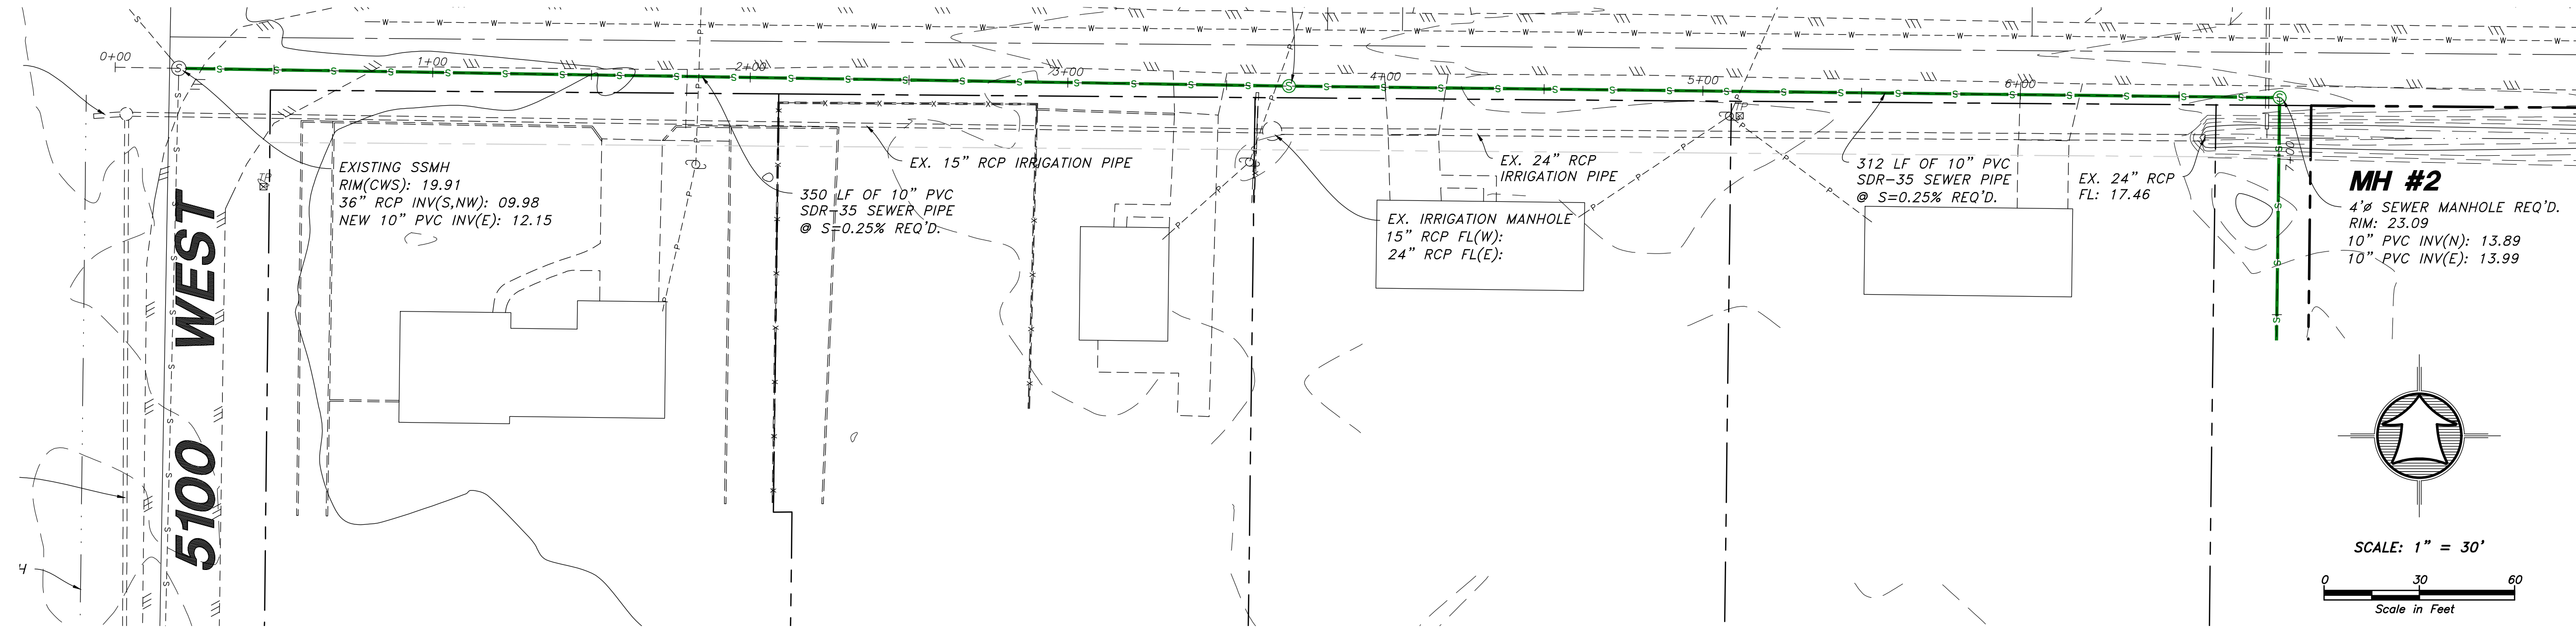 0+00
1+00
2+00
3+00
4+00
5+00
6+00
7+00
EXISTING SSMH
RIM(CWS): 19.91
36" RCP INV(S,NW): 09.98
NEW 10" PVC INV(E): 12.15
350 LF OF 10" PVC
SDR-35 SEWER PIPE
@ S=0.25% REQ'D.
EX. 15" RCP IRRIGATION PIPE
EX. IRRIGATION MANHOLE
15" RCP FL(W):
24" RCP FL(E):
EX. 24" RCP
IRRIGATION PIPE
312 LF OF 10" PVC
SDR-35 SEWER PIPE
@ S=0.25% REQ'D.
EX. 24" RCP
FL: 17.46
MH #2
4'ø SEWER MANHOLE REQ'D.
RIM: 23.09
10" PVC INV(N): 13.89
10" PVC INV(E): 13.99
5100 WEST
TP
TP
SCALE: 1" = 30'
0 30 60
Scale in Feet